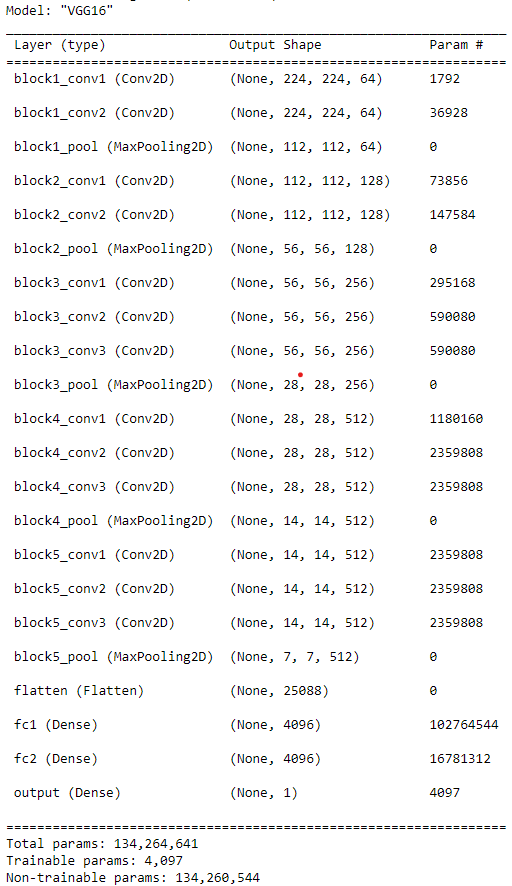 Model: "VGG16"
_________________________________________________________________
Layer (type) Output Shape Param #
=================================================================
block1_conv1 (Conv2D) (None, 224, 224, 64) 1792
block1_conv2 (Conv2D) (None, 224, 224, 64) 36928
block1_pool (MaxPooling2D) (None, 112, 112, 64) 0
block2_conv1 (Conv2D) (None, 112, 112, 128) 73856
block2_conv2 (Conv2D) (None, 112, 112, 128) 147584
block2_pool (MaxPooling2D) (None, 56, 56, 128) 0
block3_conv1 (Conv2D) (None, 56, 56, 256) 295168
block3_conv2 (Conv2D) (None, 56, 56, 256) 590080
block3_conv3 (Conv2D) (None, 56, 56, 256) 590080
block3_pool (MaxPooling2D) (None, 28, 28, 256) 0
block4_conv1 (Conv2D) (None, 28, 28, 512) 1180160
block4_conv2 (Conv2D) (None, 28, 28, 512) 2359808
block4_conv3 (Conv2D) (None, 28, 28, 512) 2359808
block4_pool (MaxPooling2D) (None, 14, 14, 512) 0
block5_conv1 (Conv2D) (None, 14, 14, 512) 2359808
block5_conv2 (Conv2D) (None, 14, 14, 512) 2359808
block5_conv3 (Conv2D) (None, 14, 14, 512) 2359808
block5_pool (MaxPooling2D) (None, 7, 7, 512) 0
flatten (Flatten) (None, 25088) 0
fc1 (Dense) (None, 4096) 102764544
fc2 (Dense) (None, 4096) 16781312
output (Dense) (None, 1) 4097
=================================================================
Total params: 134,264,641
Trainable params: 4,097
Non-trainable params: 134,260,544